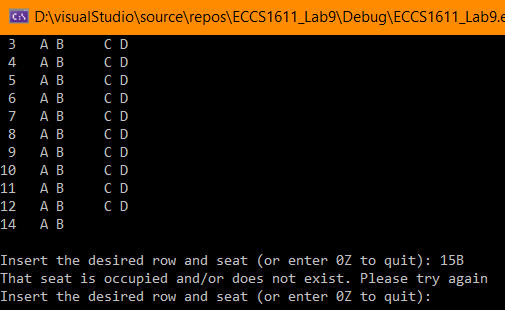 C:\ D:\visualStudio\source\repos\ECCS1611_Lab9\Debug\ECCS1611_Lab9.e
3 A B C D
4 A B C D
5 A B C D
6 A B C D
7 A B C D
8 A B C D
9 A B C D
10 A B C D
11 A B C D
12 A B C D
14 A B
Insert the desired row and seat (or enter 0Z to quit): 15B
That seat is occupied and/or does not exist. Please try again
Insert the desired row and seat (or enter 0Z to quit):